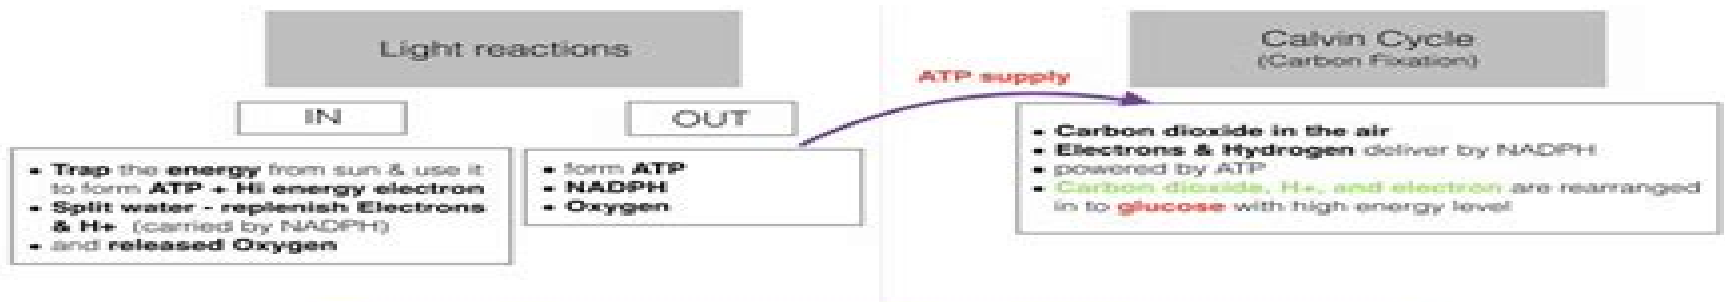 Light reactions
IN
OUT
• Trap the energy from sun & use it
to form ATP + Hi energy electron
• Split water - replenish Electrons
& H+ (carried by NADPH)
• and released Oxygen
• form ATP
• NADPH
• Oxygen
ATP supply
Calvin Cycle
(Carbon Fixation)
• Carbon dioxide in the air
• Electrons & Hydrogen deliver by NADPH
• powered by ATP
• Carbon dioxide, H+, and electron are rearranged
in to glucose with high energy level